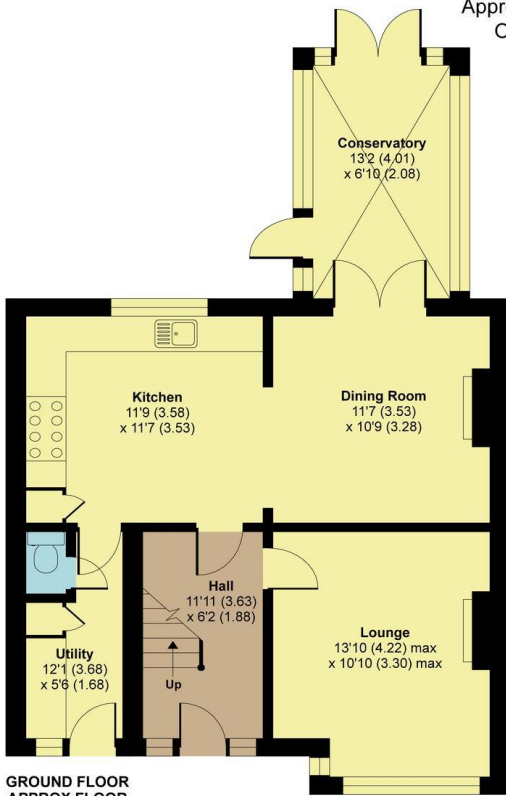 Appr
C
Conservatory
13'2 (4.01)
x 6'10 (2.08)
Kitchen
11'9 (3.58)
x 11'7 (3.53)
Dining Room
11'7 (3.53)
x 10'9 (3.28)
Hall
11'11 (3.63)
x 6'2 (1.88)
Up
Utility
12'1 (3.68)
x 5'6 (1.68)
Lounge
13'10 (4.22) max
x 10'10 (3.30) max
GROUND FLOOR
APPROX FLOOR